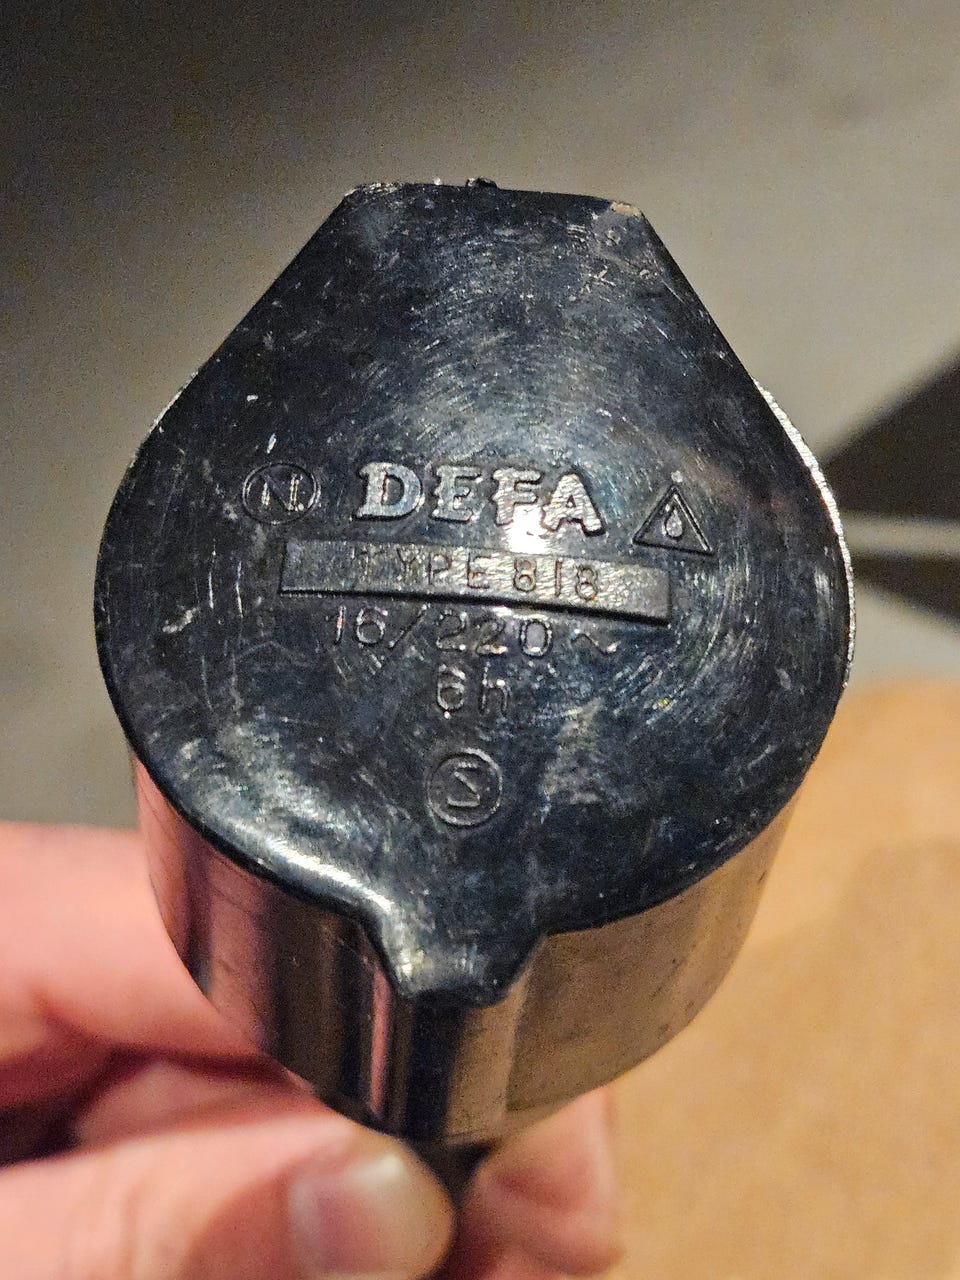 N DEFA
TYPE 818
16/220~
6h
S